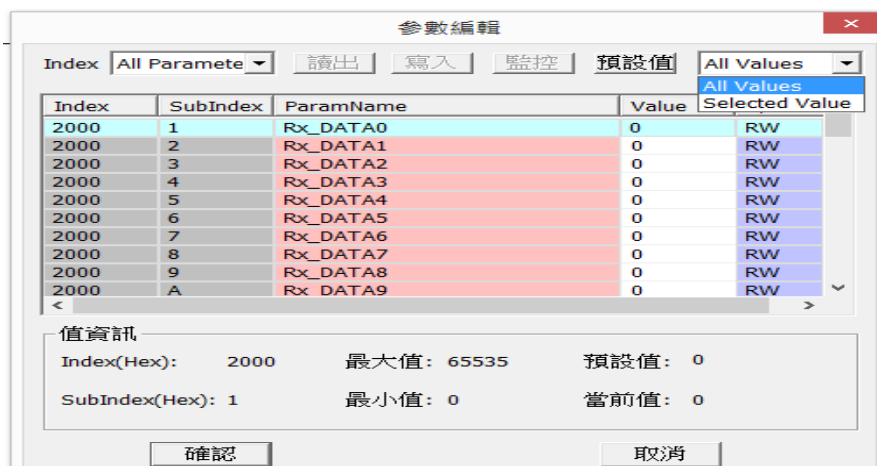 參數編輯
Index All Paramete 讀出 寫入 監控 預設值 All Values
All Values
Selected Value
Index SubIndex ParamName Value
2000 1 Rx_DATA0 0 RW
2000 2 Rx_DATA1 0 RW
2000 3 Rx_DATA2 0 RW
2000 4 Rx_DATA3 0 RW
2000 5 Rx_DATA4 0 RW
2000 6 Rx_DATA5 0 RW
2000 7 Rx_DATA6 0 RW
2000 8 Rx_DATA7 0 RW
2000 9 Rx_DATA8 0 RW
2000 A Rx_DATA9 0 RW
值資訊
Index(Hex): 2000 最大值: 65535 預設值: 0
SubIndex(Hex): 1 最小值: 0 當前值: 0
確認 取消